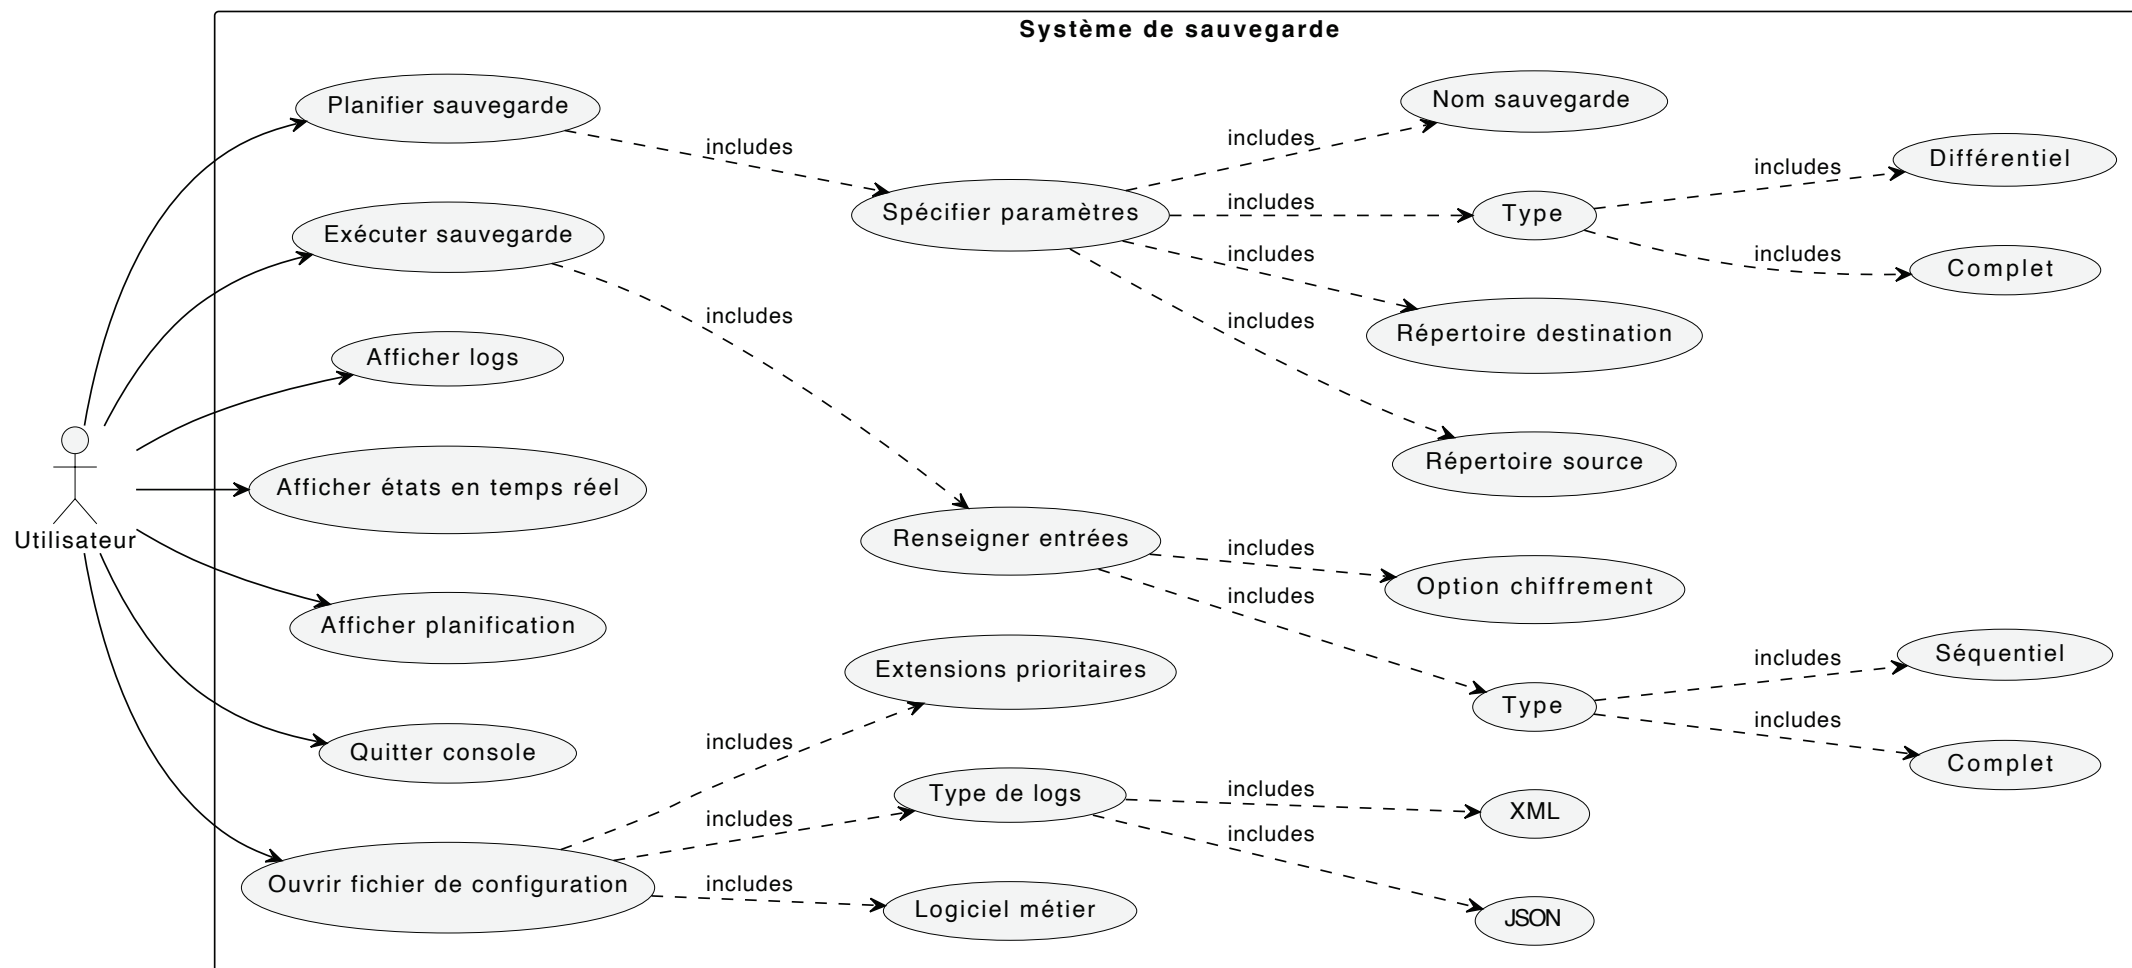 Système de sauvegarde
Planifier sauvegarde
includes
Spécifier paramètres
includes
Nom sauvegarde
includes
Type
includes
Différentiel
includes
Complet
includes
Répertoire destination
includes
Répertoire source
Exécuter sauvegarde
includes
Renseigner entrées
includes
Option chiffrement
includes
Type
includes
Séquentiel
includes
Complet
Afficher logs
Afficher états en temps réel
Utilisateur
Afficher planification
Quitter console
Ouvrir fichier de configuration
includes
Extensions prioritaires
includes
Type de logs
includes
XML
includes
JSON
includes
Logiciel métier